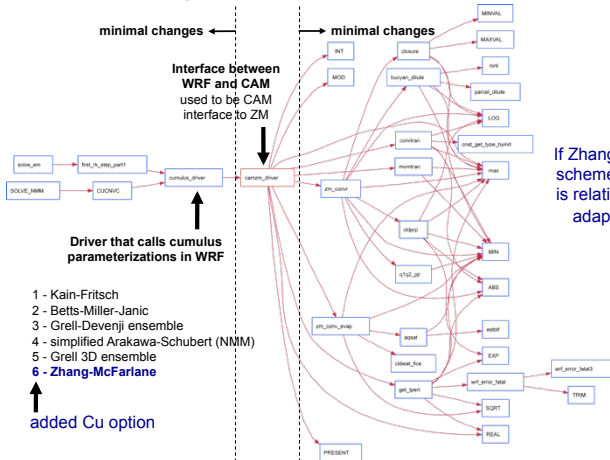 minimal changes
minimal changes
Interface between
WRF and CAM
used to be CAM
interface to ZM
solve_em
first_rk_step_part1
SOLVE_NMM
CUCNVC
cumulus_driver
camzm_driver
Driver that calls cumulus
parameterizations in WRF
1 - Kain-Fritsch
2 - Betts-Miller-Janic
3 - Grell-Devenji ensemble
4 - simplified Arakawa-Schubert (NMM)
5 - Grell 3D ensemble
6 - Zhang-McFarlane
added Cu option
INT
MOD
zm_convr
zm_conv_evap
PRESENT
closure
buoyan_dilute
convtran
momtran
cldprp
q1q2_pjr
aqsat
cldwat_fice
get_tpert
MINVAL
MAXVAL
nint
parcel_dilute
LOG
cnst_get_type_byind
max
MIN
ABS
estblf
EXP
wrf_error_fatal
SQRT
REAL
wrf_error_fatal3
TRIM
If Zhang
scheme
is relati
adap